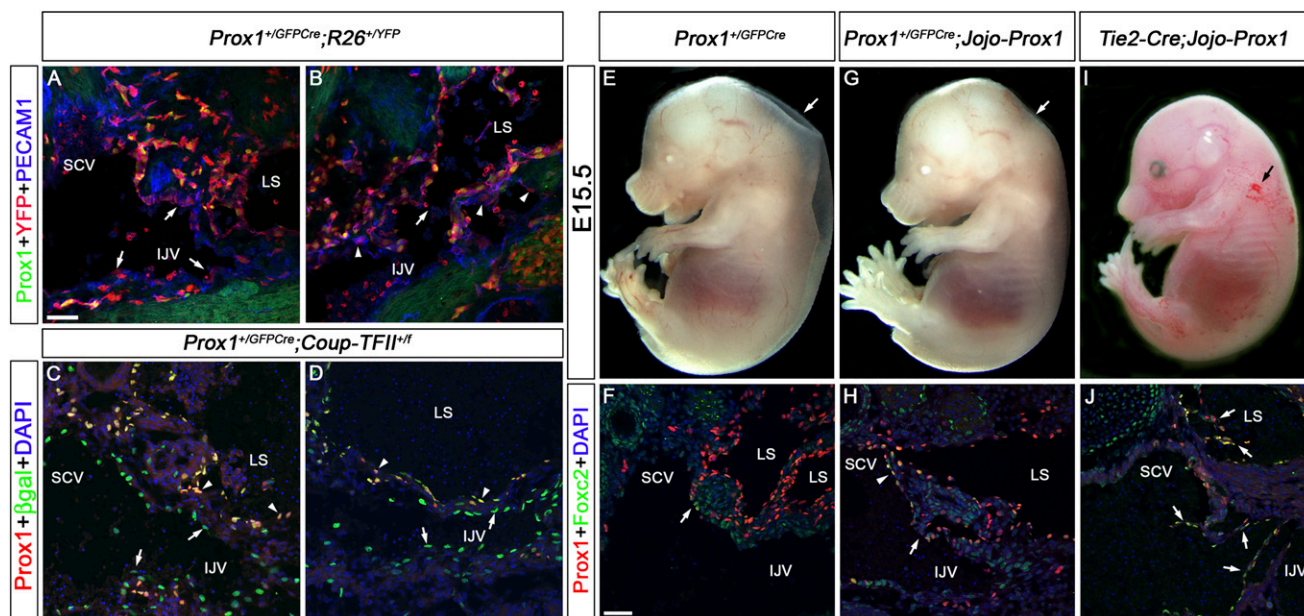 Prox1+/GFPCre;R26+/YFP
Prox1+/GFPCre
Prox1+/GFPCre;Jojo-Prox1
Tie2-Cre;Jojo-Prox1
Prox1+YFP+PECAM1
A
SCV
LS
IJV
B
LS
IJV
E15.5
E
G
I
Prox1+/GFPCre;Coup-TFII+/f
Prox1+βgal+DAPI
C
SCV
LS
IJV
D
LS
IJV
Prox1+Foxc2+DAPI
F
SCV
LS
LS
IJV
H
SCV
LS
IJV
J
LS
SCV
IJV